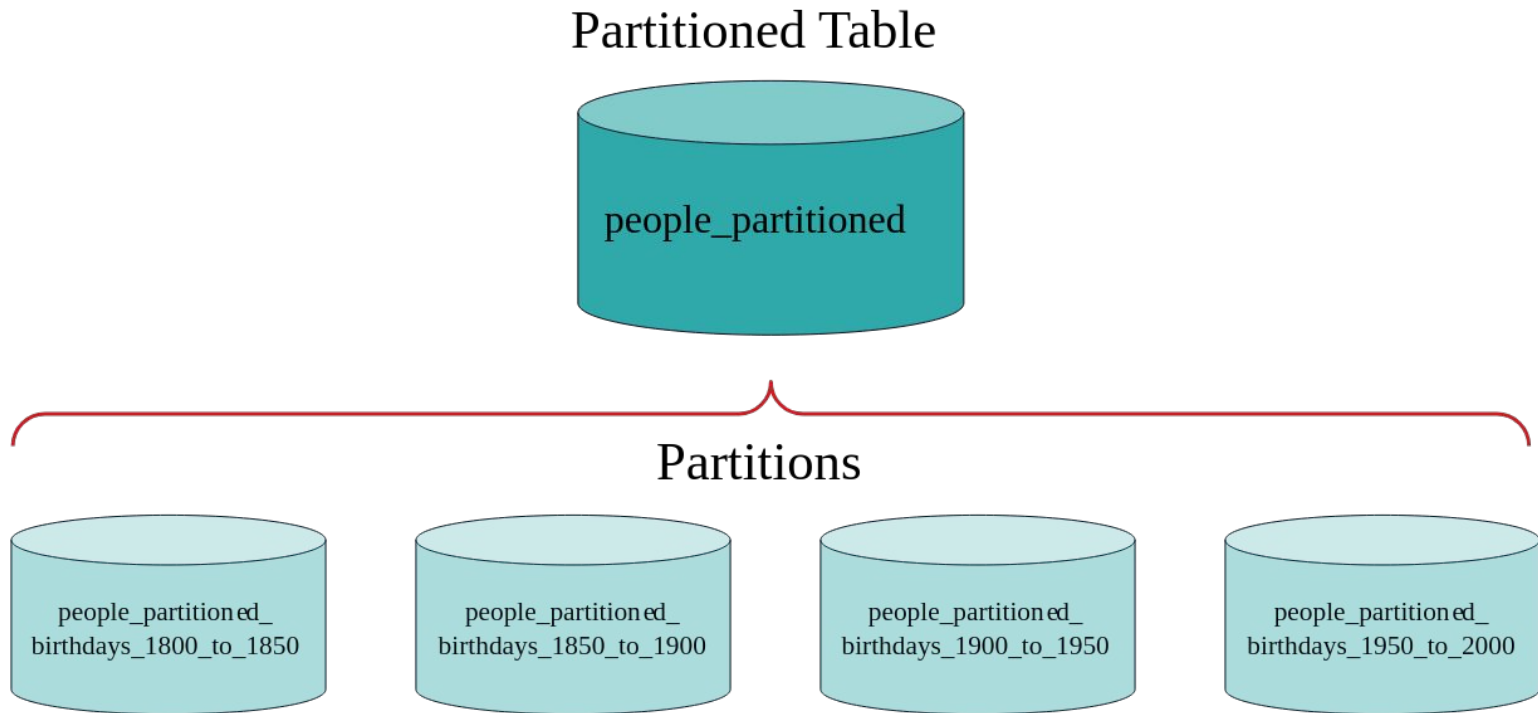 Partitioned Table
people_partitioned
Partitions
people_partitioned_
birthdays_1800_to_1850
people_partitioned_
birthdays_1850_to_1900
people_partitioned_
birthdays_1900_to_1950
people_partitioned_
birthdays_1950_to_2000